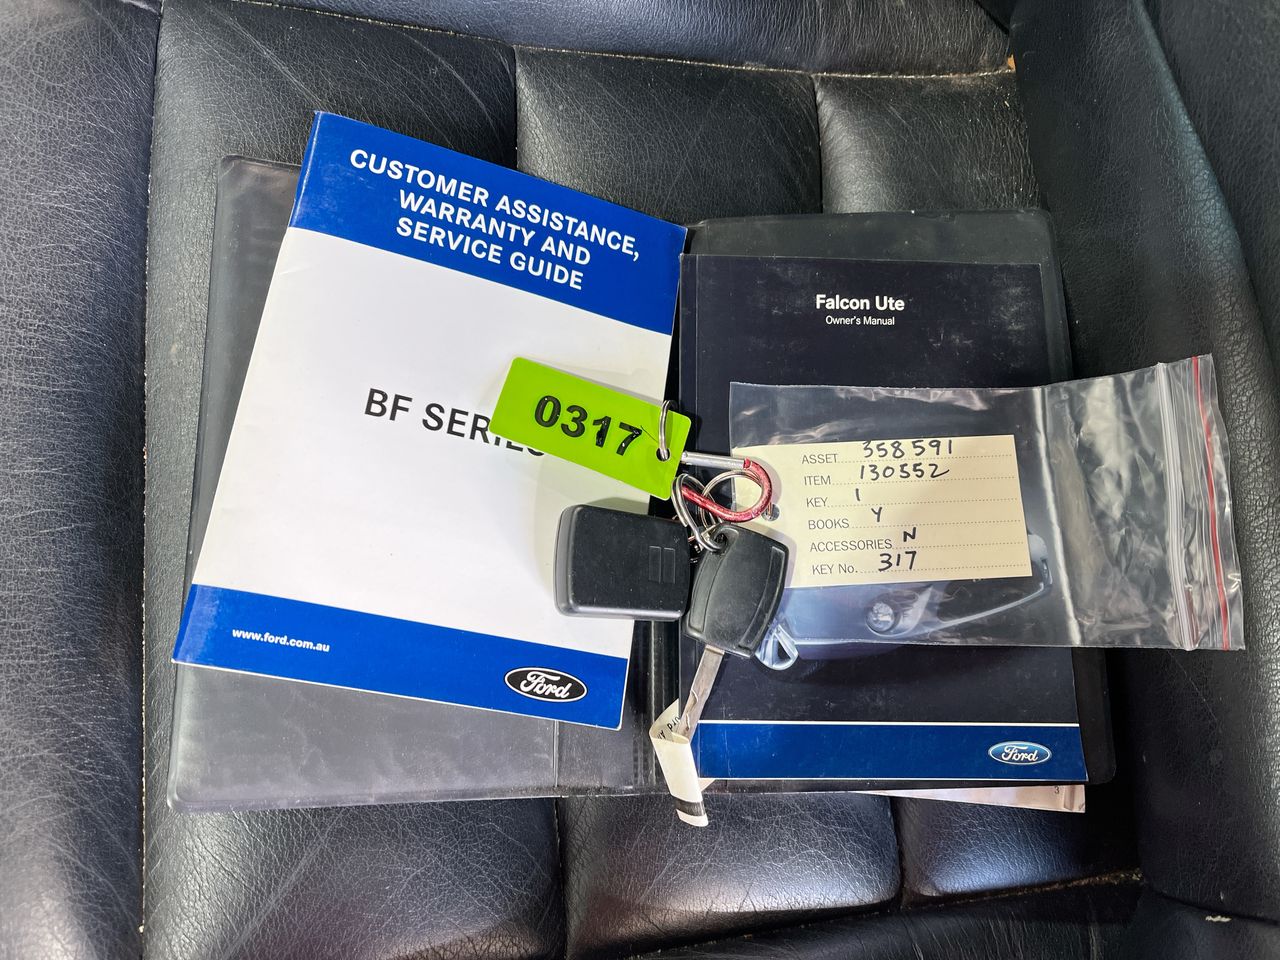 CUSTOMER ASSISTANCE,
WARRANTY AND
SERVICE GUIDE
BF SERIES
www.ford.com.au
Ford
0317
Falcon Ute
Owner's Manual
ASSET 358591
ITEM 130552
KEY 1
BOOKS Y
ACCESSORIES N
KEY No. 317
Ford
3